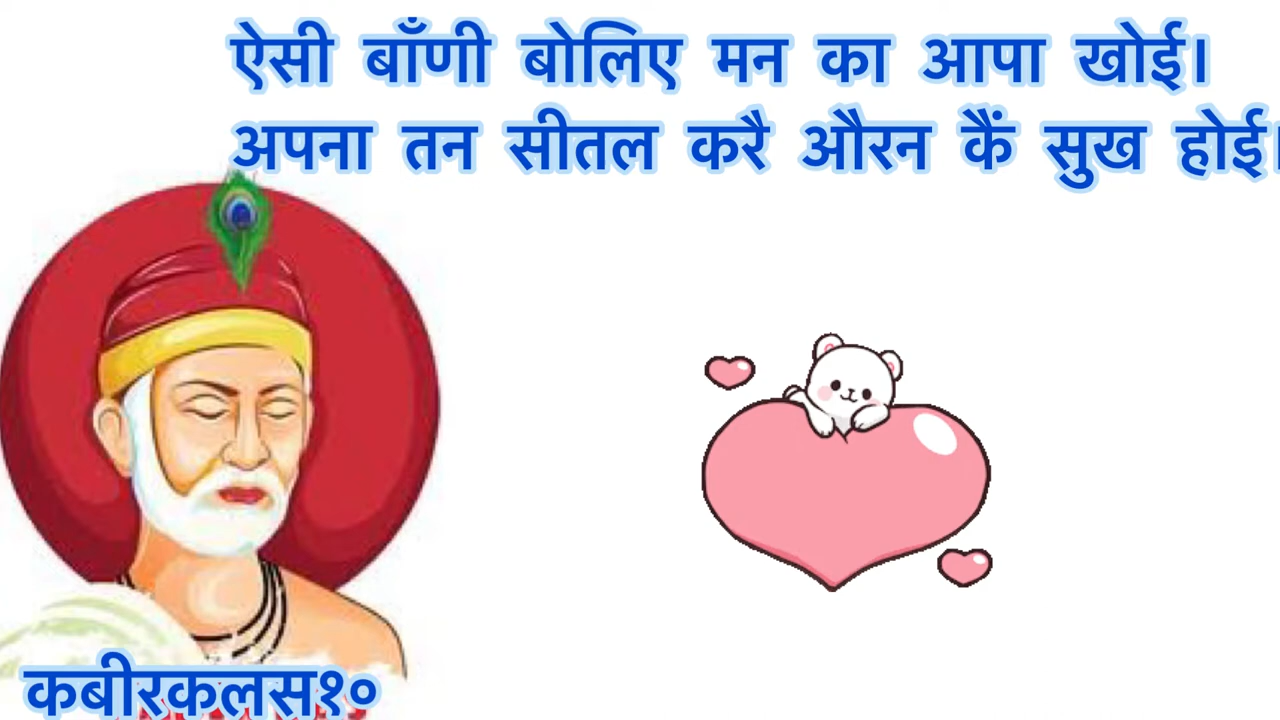 ऐसी बाँणी बोलिए मन का आपा खोई।
अपना तन सीतल करै औरन कैं सुख होई।
कबीरकलस१०